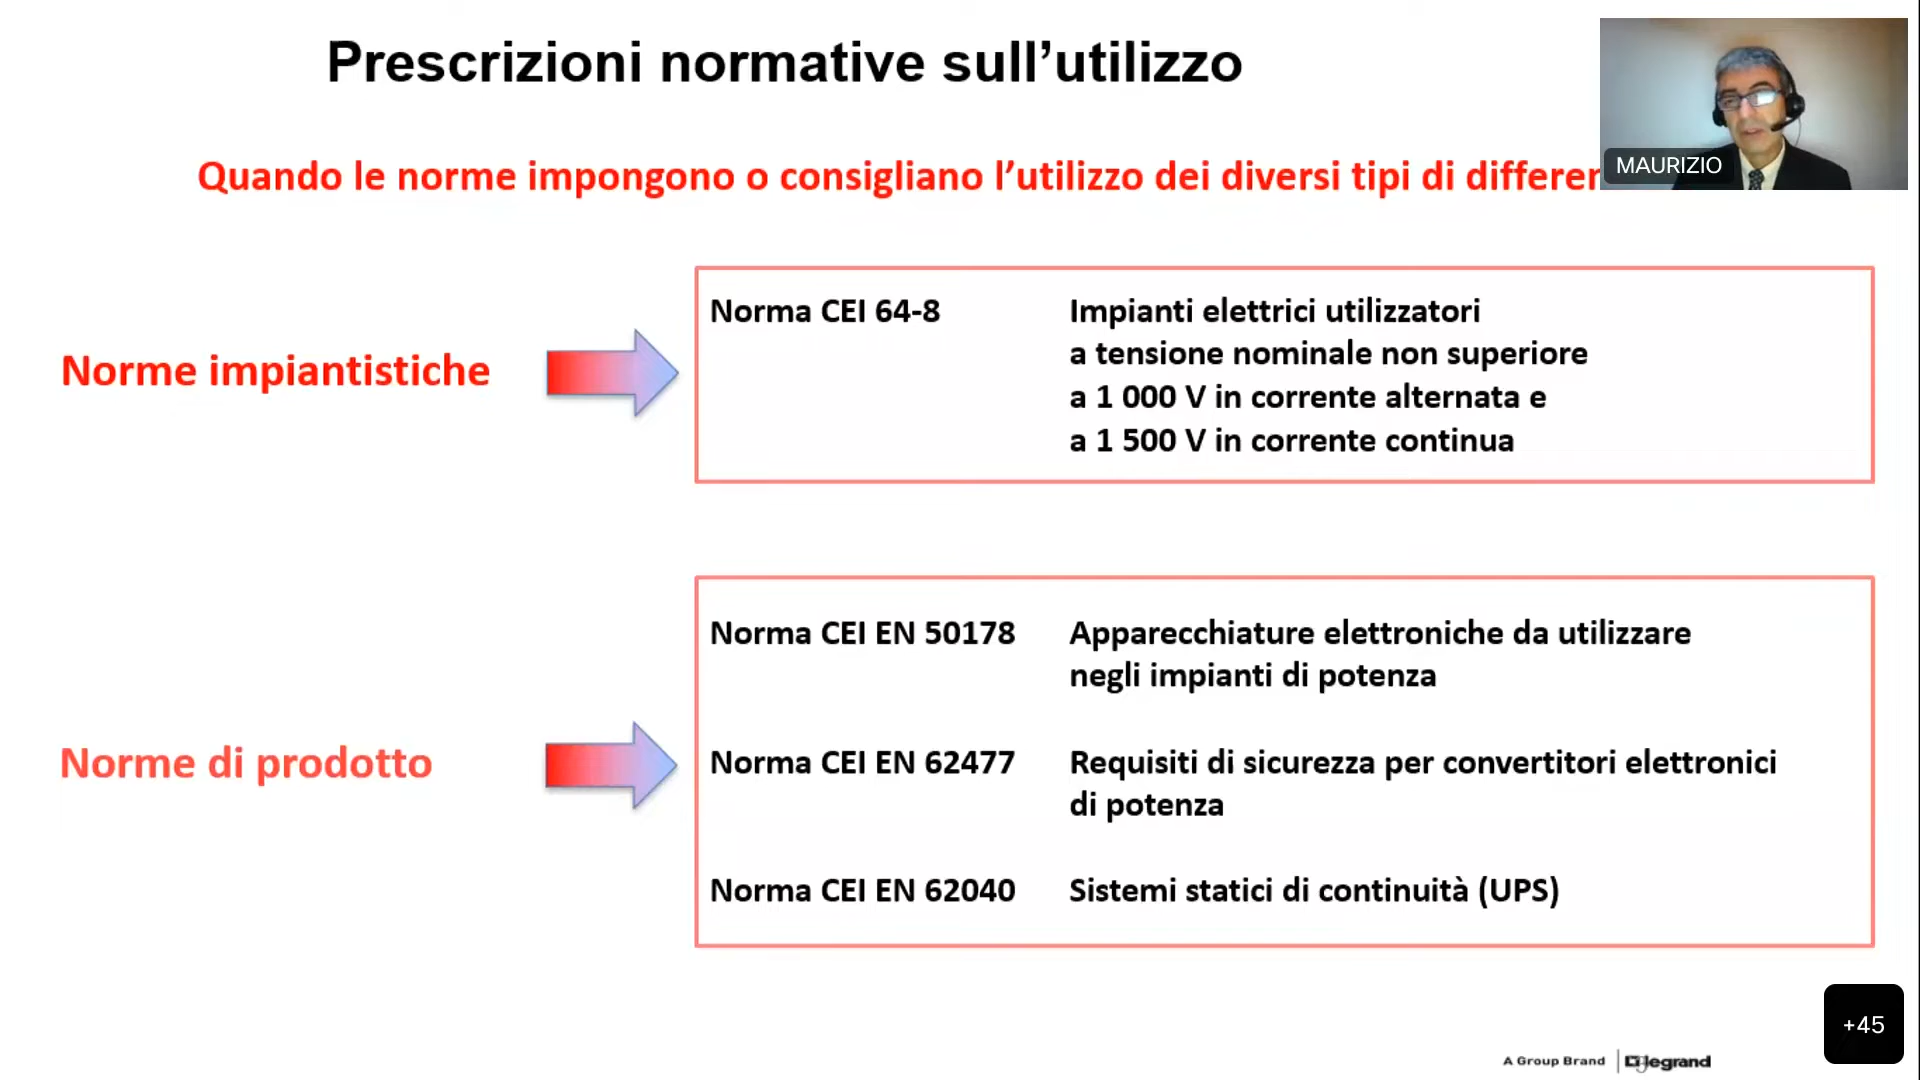 Prescrizioni normative sull’utilizzo
MAURIZIO
Quando le norme impongono o consigliano l’utilizzo dei diversi tipi di differen
Norme impiantistiche
Norma CEI 64-8
Impianti elettrici utilizzatori
a tensione nominale non superiore
a 1 000 V in corrente alternata e
a 1 500 V in corrente continua
Norme di prodotto
Norma CEI EN 50178
Apparecchiature elettroniche da utilizzare
negli impianti di potenza
Norma CEI EN 62477
Requisiti di sicurezza per convertitori elettronici
di potenza
Norma CEI EN 62040
Sistemi statici di continuità (UPS)
+45
A Group Brand
legrand